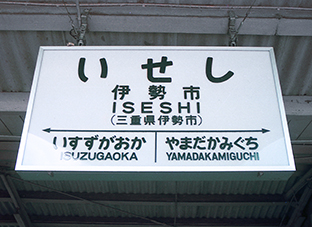 いせし
伊勢市
ISESHI
(三重県伊勢市)
いすずがおか やまだかみぐち
ISUZUGAOKA YAMADAKAMIGUCHI